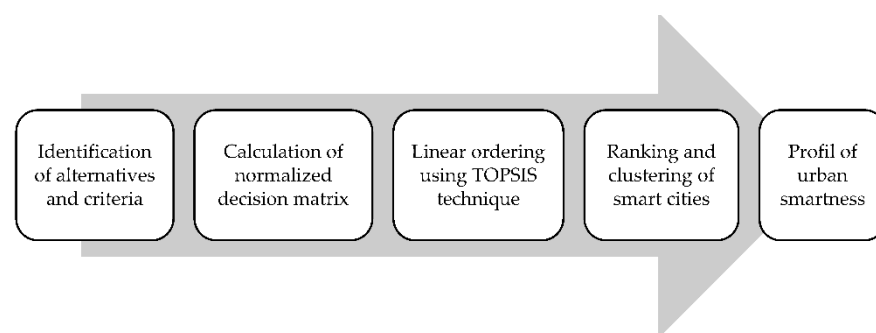 Identification
of alternatives
and criteria
Calculation of
normalized
decision matrix
Linear ordering
using TOPSIS
technique
Ranking and
clustering of
smart cities
Profil of
urban
smartness